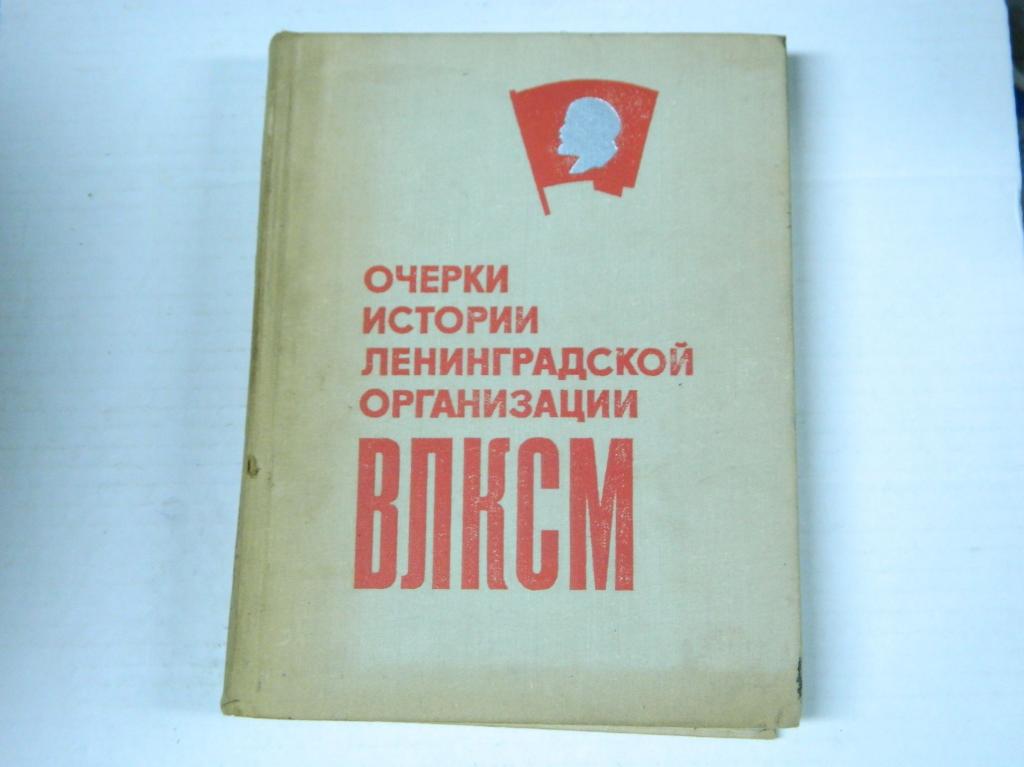 ОЧЕРКИ
ИСТОРИИ
ЛЕНИНГРАДСКОЙ
ОРГАНИЗАЦИИ
ВЛКСМ